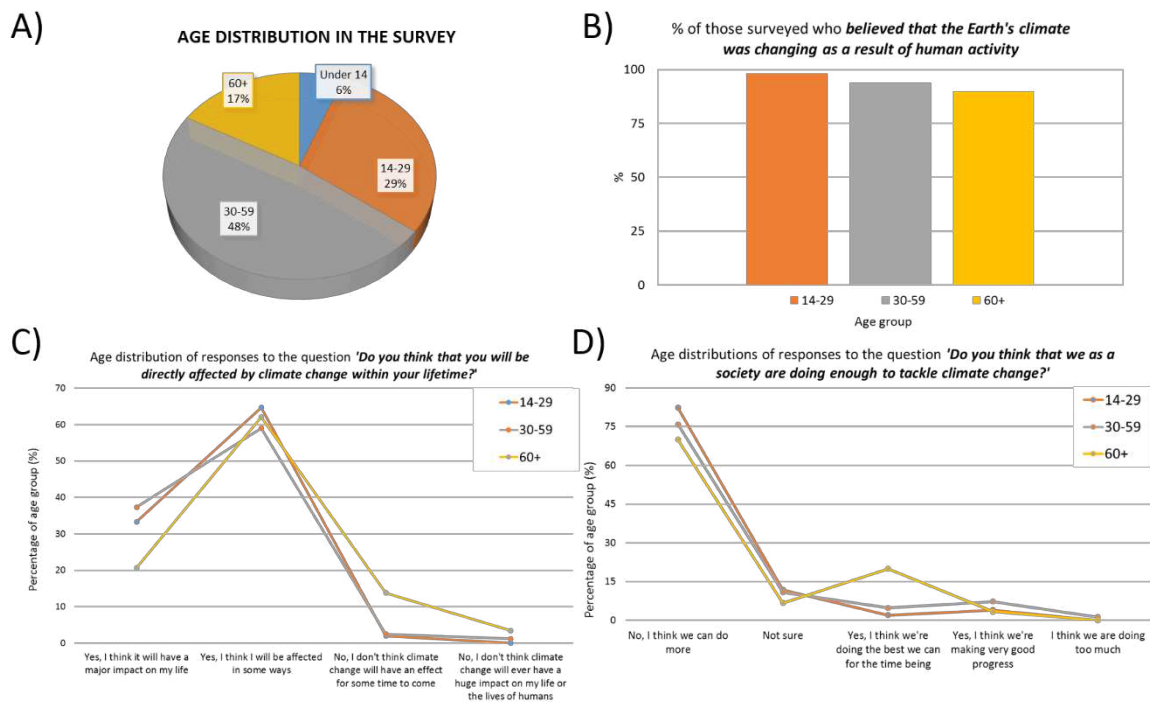 A)
AGE DISTRIBUTION IN THE SURVEY
Under 14
6%
60+
17%
14-29
29%
30-59
48%
B)
% of those surveyed who believed that the Earth's climate
was changing as a result of human activity
100
75
50
25
0
%
14-29
30-59
60+
Age group
C)
Age distribution of responses to the question 'Do you think that you will be
directly affected by climate change within your lifetime?'
70
60
50
40
30
20
10
0
Percentage of age group (%)
14-29
30-59
60+
Yes, I think it will have a
major impact on my life
Yes, I think I will be affected
in some ways
No, I don't think climate
change will have an effect
for some time to come
No, I don't think climate
change will ever have a
huge impact on my life or
the lives of humans
D)
Age distributions of responses to the question 'Do you think that we as a
society are doing enough to tackle climate change?'
90
75
60
45
30
15
0
Percentage of age group (%)
14-29
30-59
60+
No, I think we can do
more
Not sure
Yes, I think we're
doing the best we can
for the time being
Yes, I think we're
making very good
progress
I think we are doing
too much